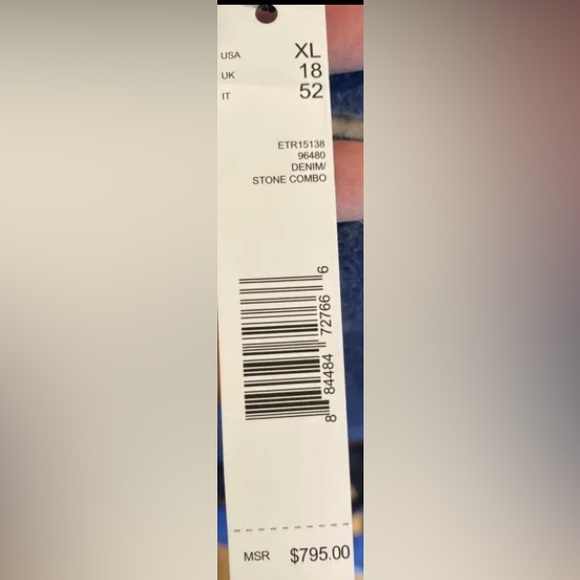 USA XL
UK 18
IT 52
ETR15138
96480
DENIM/
STONE COMBO
8 84484 72766 6
MSR $795.00